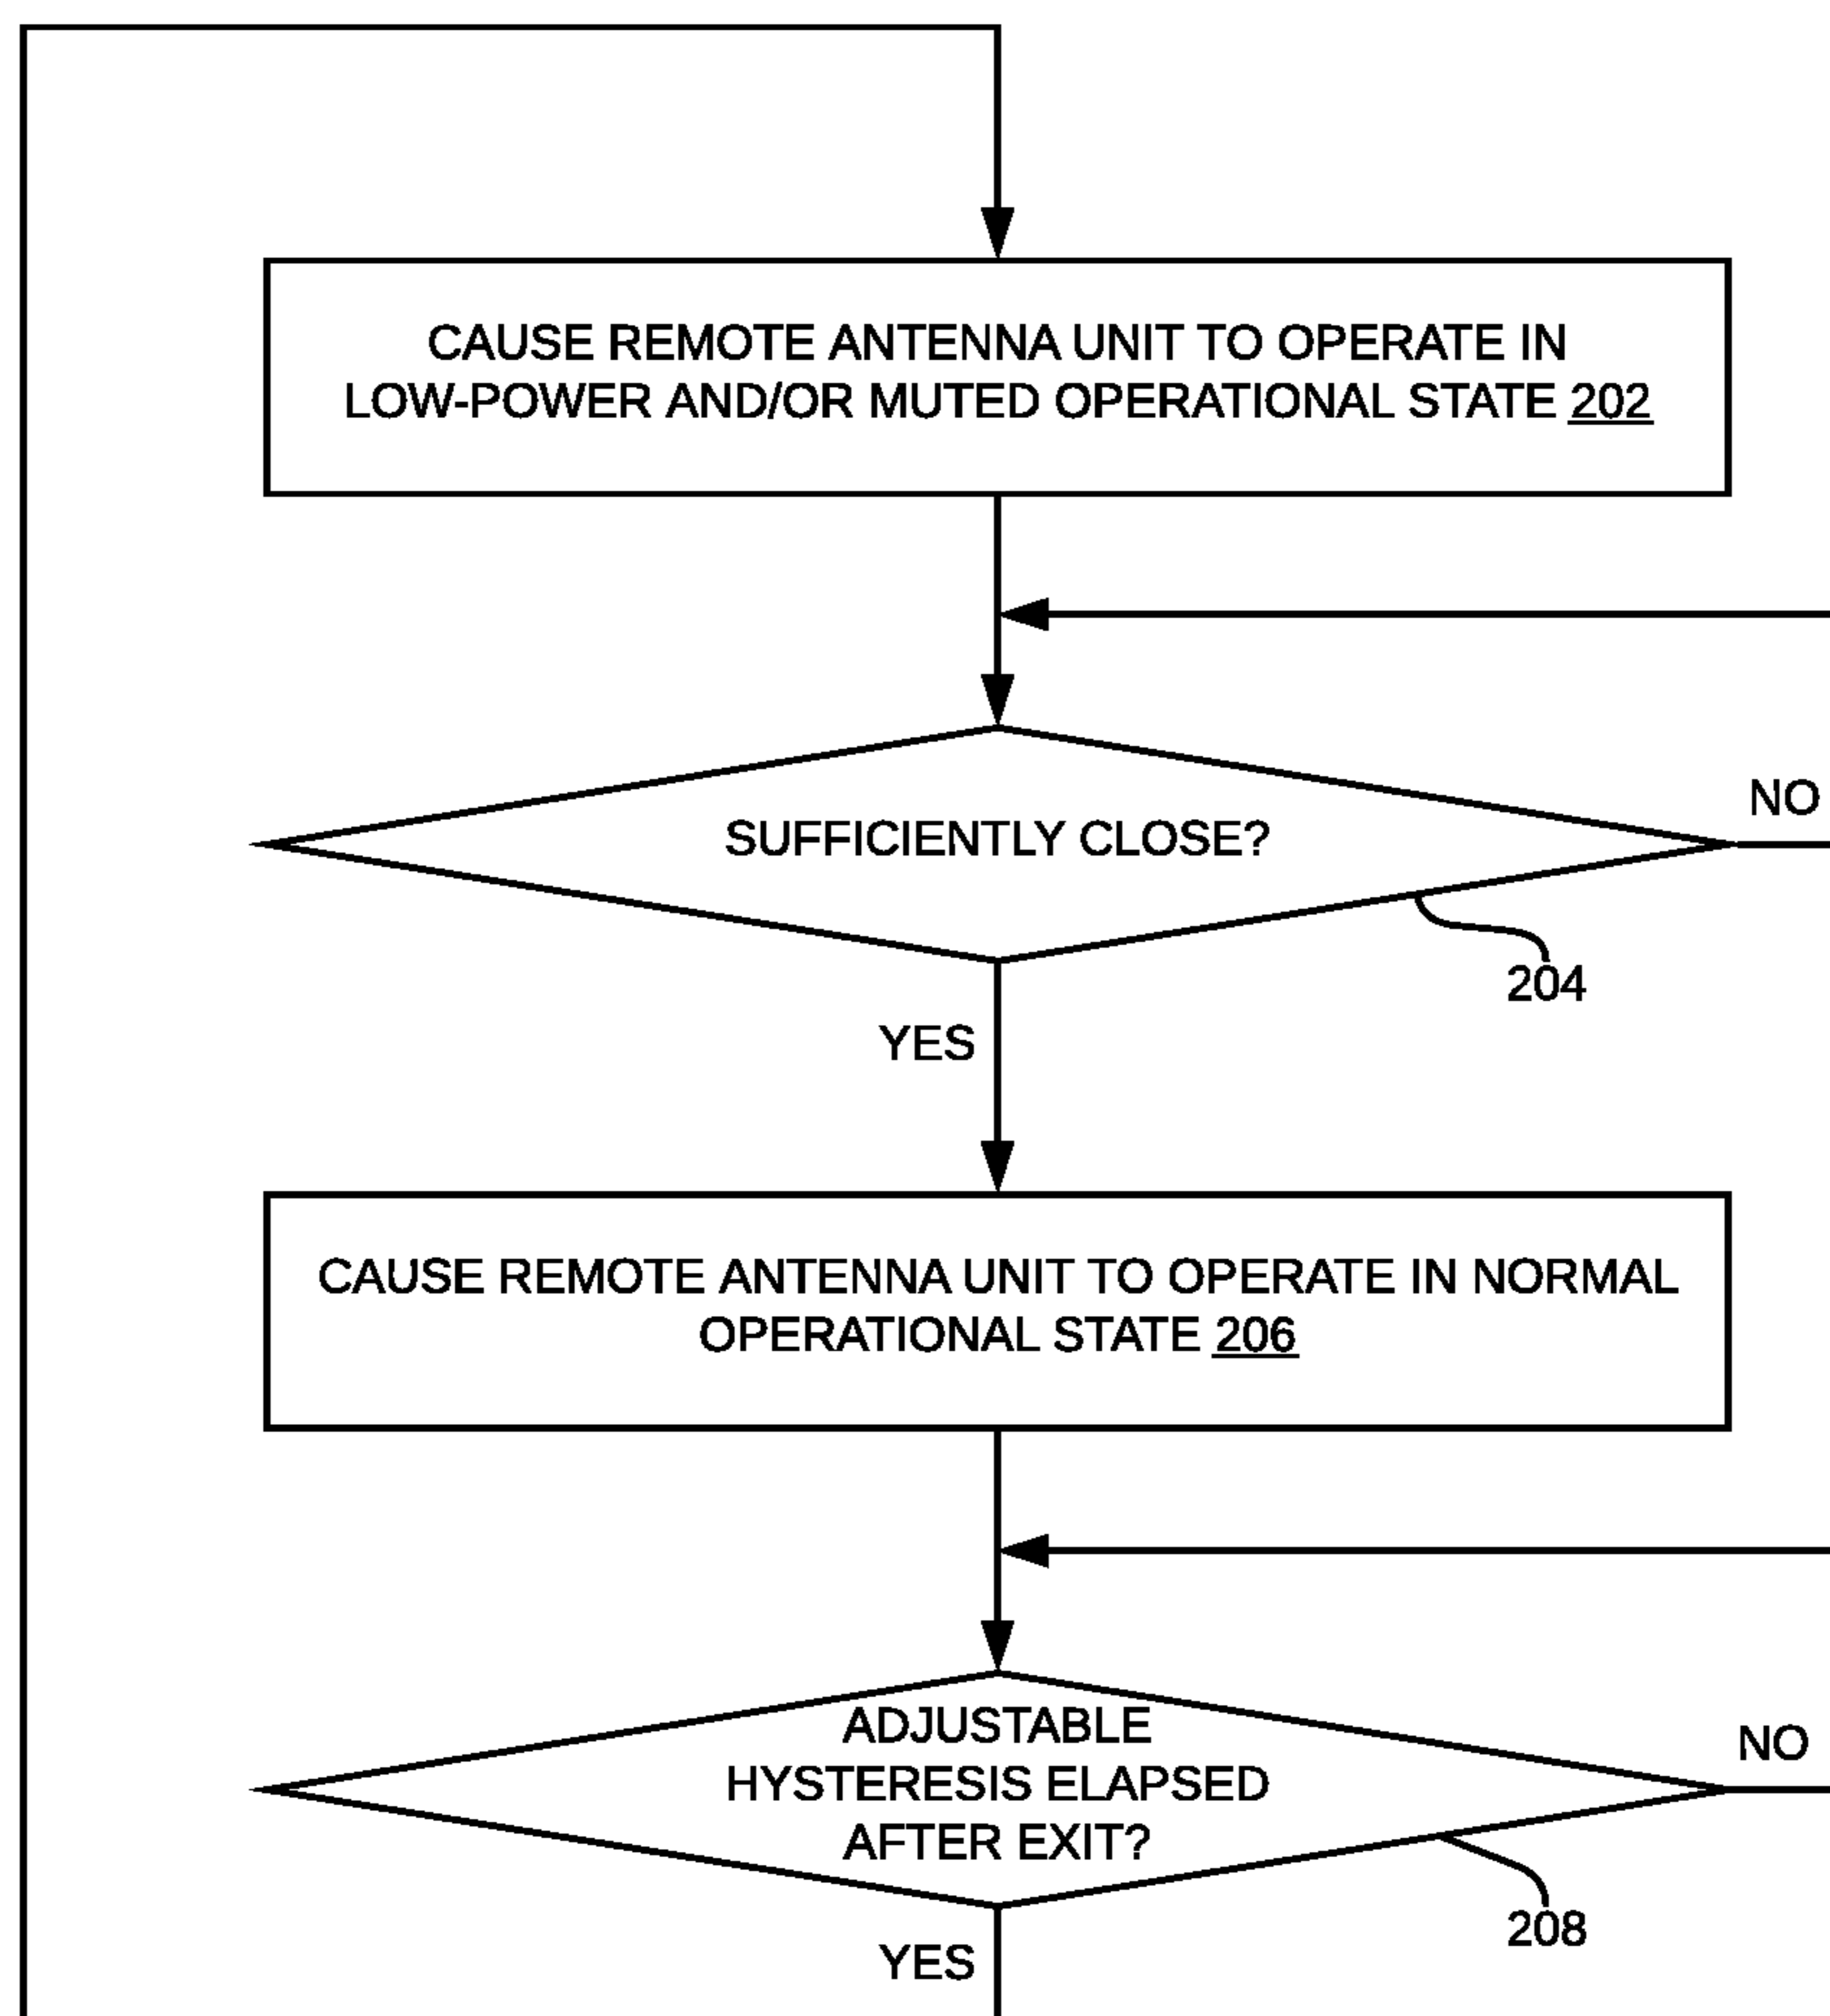 CAUSE REMOTE ANTENNA UNIT TO OPERATE IN
LOW-POWER AND/OR MUTED OPERATIONAL STATE 202
NO
SUFFICIENTLY CLOSE?
204
YES
CAUSE REMOTE ANTENNA UNIT TO OPERATE IN NORMAL
OPERATIONAL STATE 206
ADJUSTABLE
NO
HYSTERESIS ELAPSED
AFTER EXIT?
208
YES